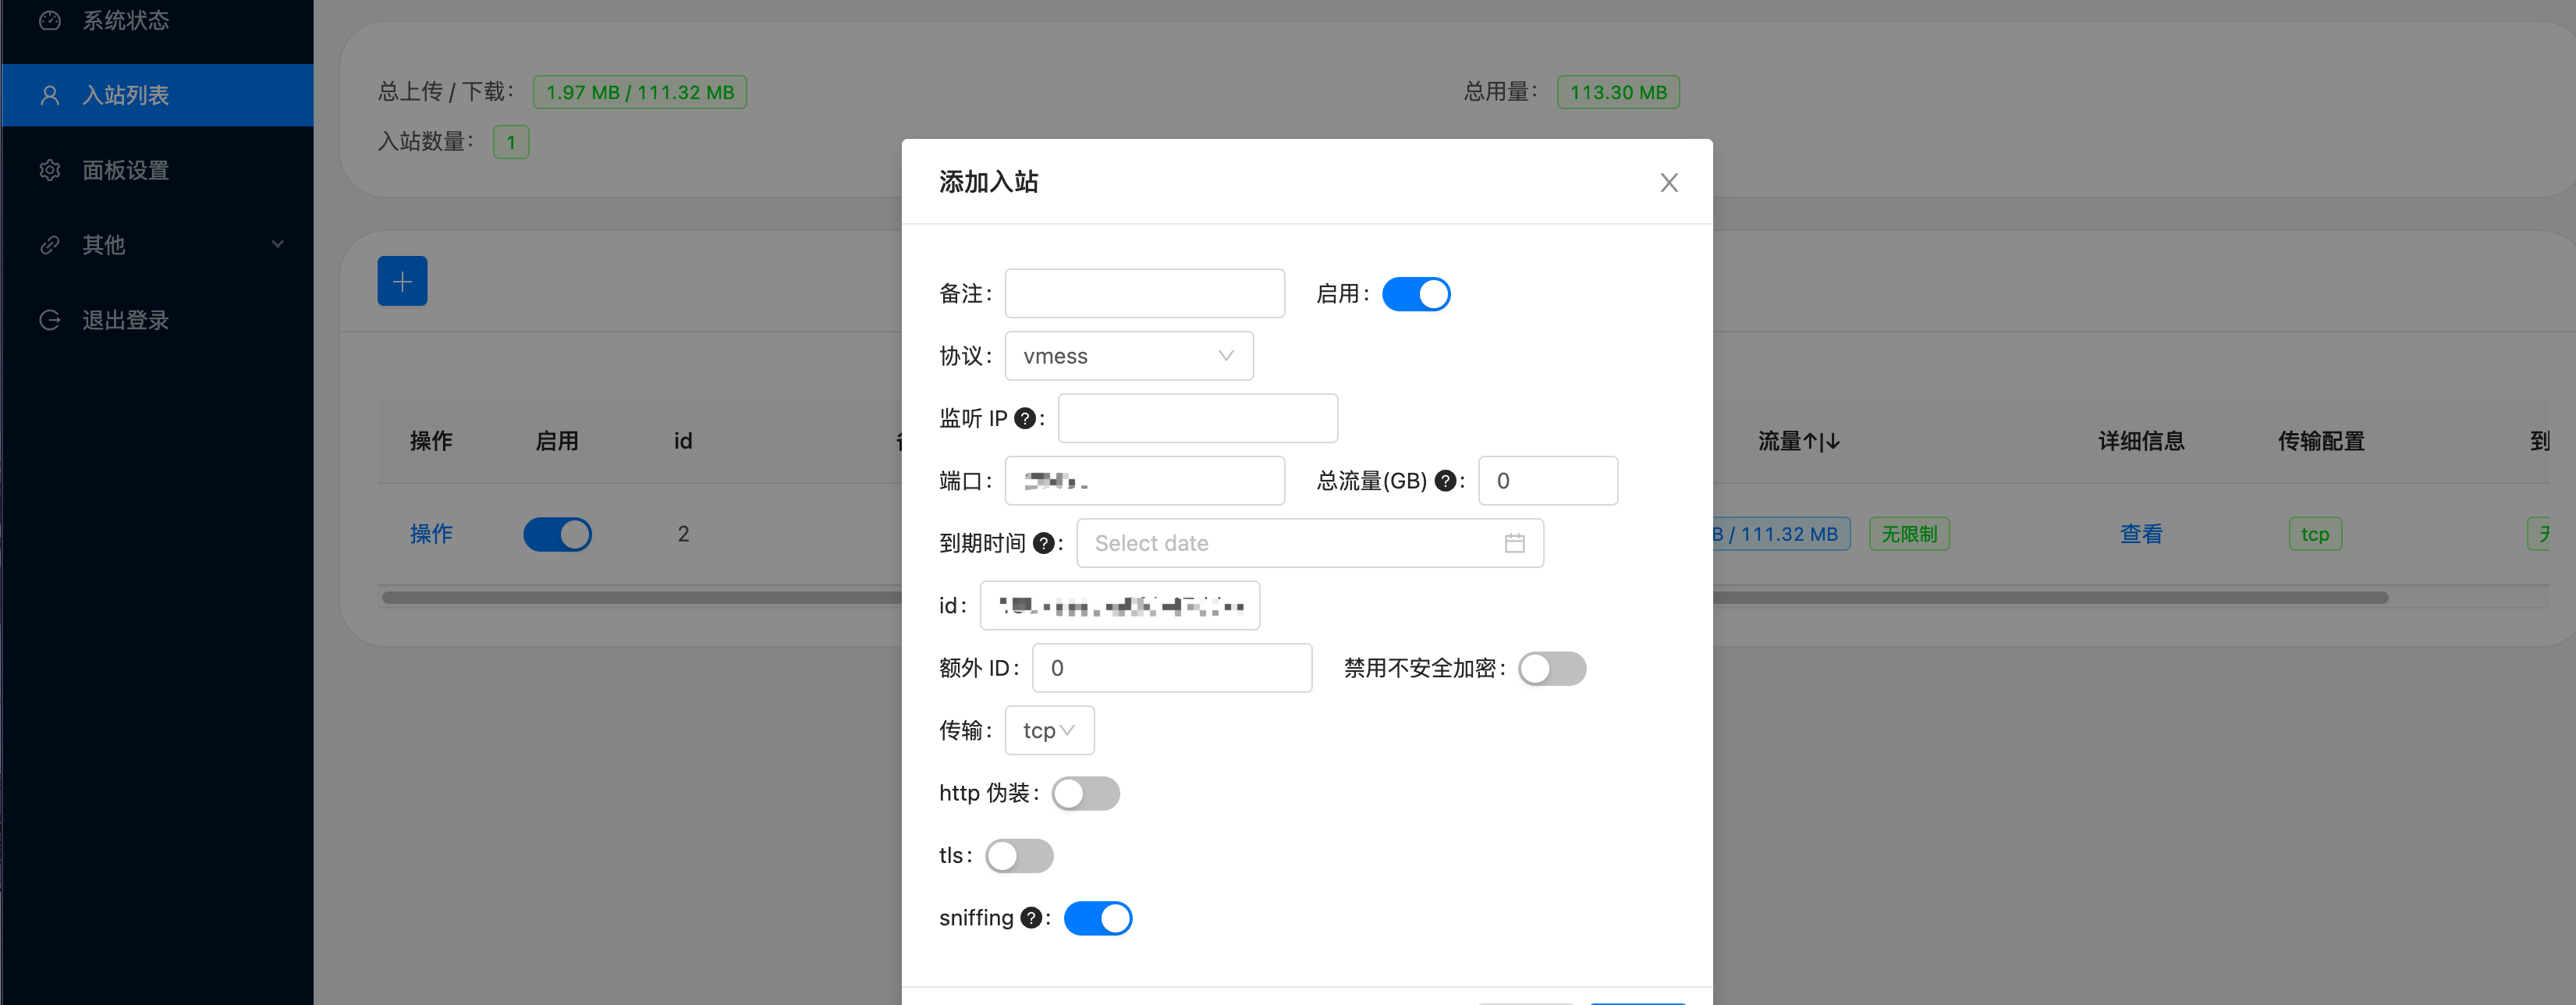 系统状态
入站列表
面板设置
其他
退出登录
总上传 / 下载： 1.97 MB / 111.32 MB
总用量： 113.30 MB
入站数量： 1
操作 启用 id
流量↑|↓ 详细信息 传输配置 到
操作 2
/ 111.32 MB 无限制 查看 tcp
添加入站
备注： 启用：
协议： vmess
监听 IP ?：
端口： 总流量(GB) ?： 0
到期时间 ?： Select date
id：
额外 ID： 0 禁用不安全加密：
传输： tcp
http 伪装：
tls：
sniffing ?：